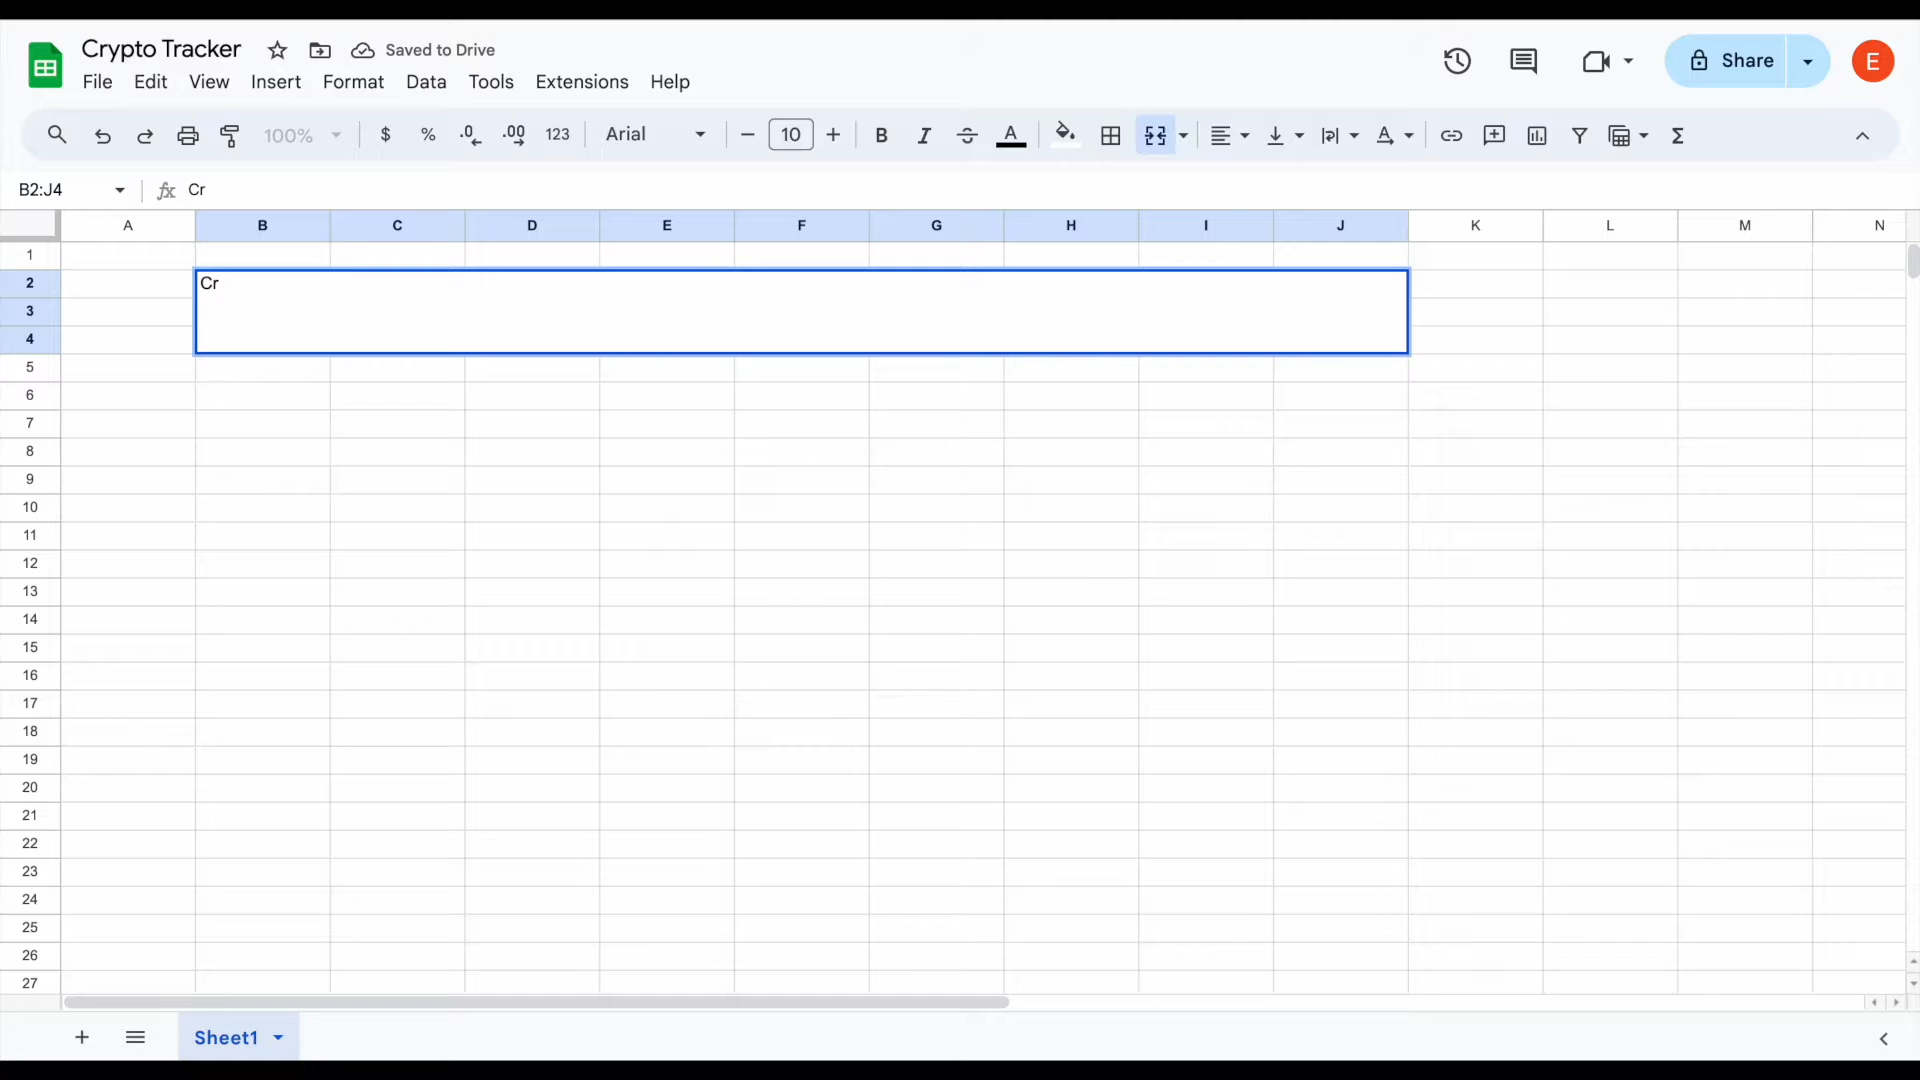 Crypto Tracker Saved to Drive
File Edit View Insert Format Data Tools Extensions Help
Share
E
100% $ % .0 .00 123 Arial 10 B I A Σ
B2:J4 fx Cr
A B C D E F G H I J K L M N
1
2 Cr
3
4
5
6
7
8
9
10
11
12
13
14
15
16
17
18
19
20
21
22
23
24
25
26
27
Sheet1